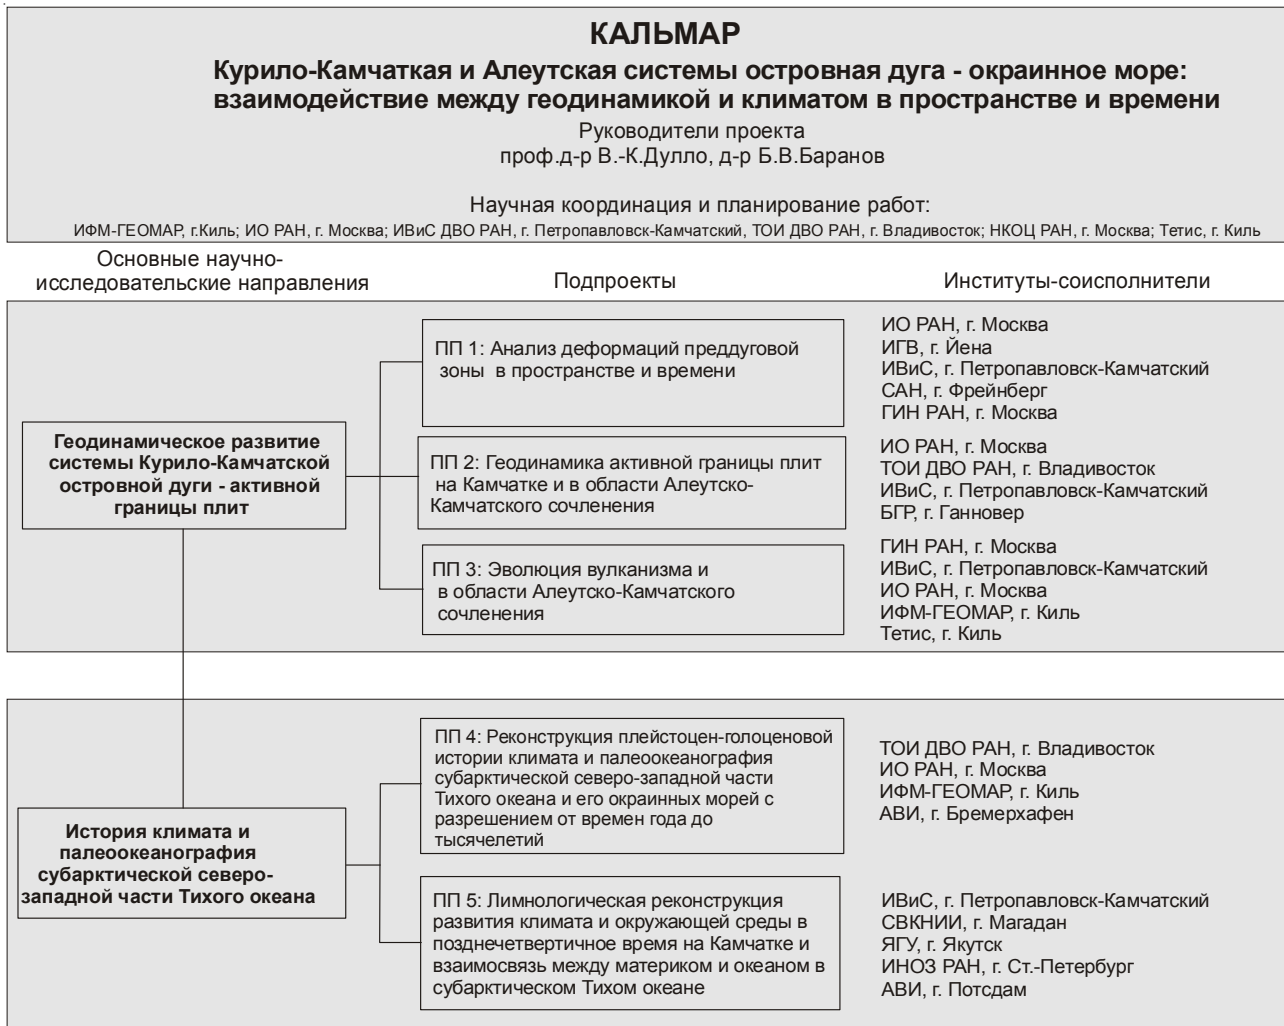 КАЛЬМАР
Курило-Камчаткая и Алеутская системы островная дуга - окраинное море:
взаимодействие между геодинамикой и климатом в пространстве и времени
Руководители проекта
проф.д-р В.-К.Дулло, д-р Б.В.Баранов
Научная координация и планирование работ:
ИФМ-ГЕОМАР, г.Киль; ИО РАН, г. Москва; ИВиС ДВО РАН, г. Петропавловск-Камчатский, ТОИ ДВО РАН, г. Владивосток; НКОЦ РАН, г. Москва; Тетис, г. Киль
Основные научно-
исследовательские направления
Подпроекты
Институты-соисполнители
Геодинамическое развитие
системы Курило-Камчатской
островной дуги - активной
границы плит
ПП 1: Анализ деформаций преддуговой
зоны в пространстве и времени
ИО РАН, г. Москва
ИГВ, г. Йена
ИВиС, г. Петропавловск-Камчатский
САН, г. Фрейнберг
ГИН РАН, г. Москва
ПП 2: Геодинамика активной границы плит
на Камчатке и в области Алеутско-
Камчатского сочленения
ИО РАН, г. Москва
ТОИ ДВО РАН, г. Владивосток
ИВиС, г. Петропавловск-Камчатский
БГР, г. Ганновер
ПП 3: Эволюция вулканизма и
в области Алеутско-Камчатского
сочленения
ГИН РАН, г. Москва
ИВиС, г. Петропавловск-Камчатский
ИО РАН, г. Москва
ИФМ-ГЕОМАР, г. Киль
Тетис, г. Киль
История климата и
палеоокеанография
субарктической северо-
западной части Тихого океана
ПП 4: Реконструкция плейстоцен-голоценовой
истории климата и палеоокеанография
субарктической северо-западной части
Тихого океана и его окраинных морей с
разрешением от времен года до
тысячелетий
ТОИ ДВО РАН, г. Владивосток
ИО РАН, г. Москва
ИФМ-ГЕОМАР, г. Киль
АВИ, г. Бремерхафен
ПП 5: Лимнологическая реконструкция
развития климата и окружающей среды в
позднечетвертичное время на Камчатке и
взаимосвязь между материком и океаном в
субарктическом Тихом океане
ИВиС, г. Петропавловск-Камчатский
СВКНИИ, г. Магадан
ЯГУ, г. Якутск
ИНОЗ РАН, г. Ст.-Петербург
АВИ, г. Потсдам